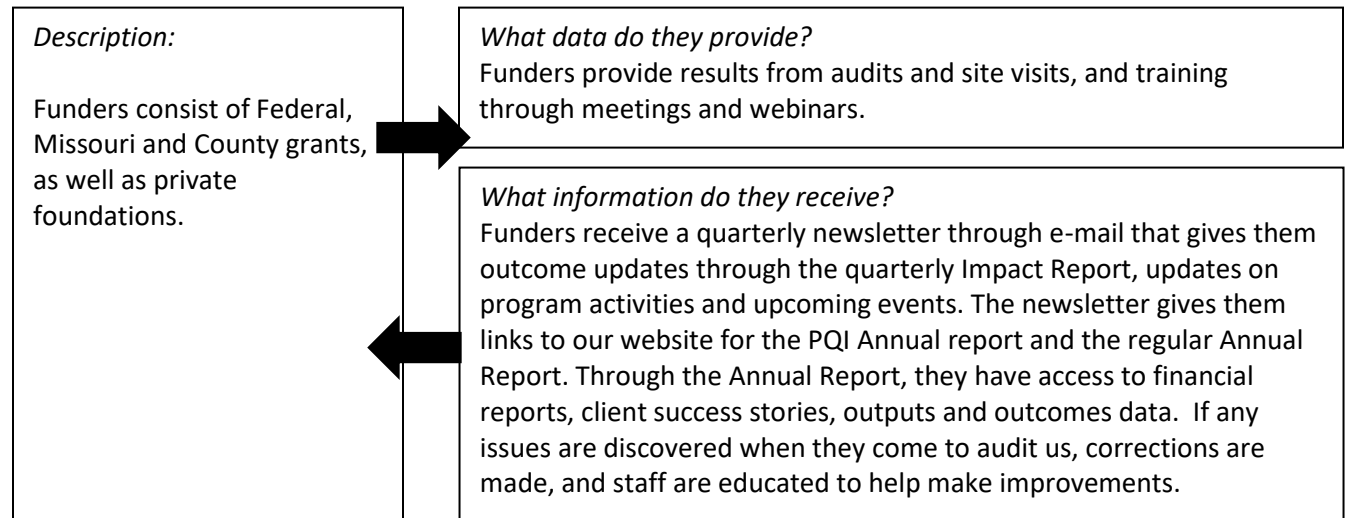 Description:
Funders consist of Federal,
Missouri and County grants,
as well as private
foundations.
What data do they provide?
Funders provide results from audits and site visits, and training
through meetings and webinars.
What information do they receive?
Funders receive a quarterly newsletter through e-mail that gives them
outcome updates through the quarterly Impact Report, updates on
program activities and upcoming events. The newsletter gives them
links to our website for the PQI Annual report and the regular Annual
Report. Through the Annual Report, they have access to financial
reports, client success stories, outputs and outcomes data.  If any
issues are discovered when they come to audit us, corrections are
made, and staff are educated to help make improvements.